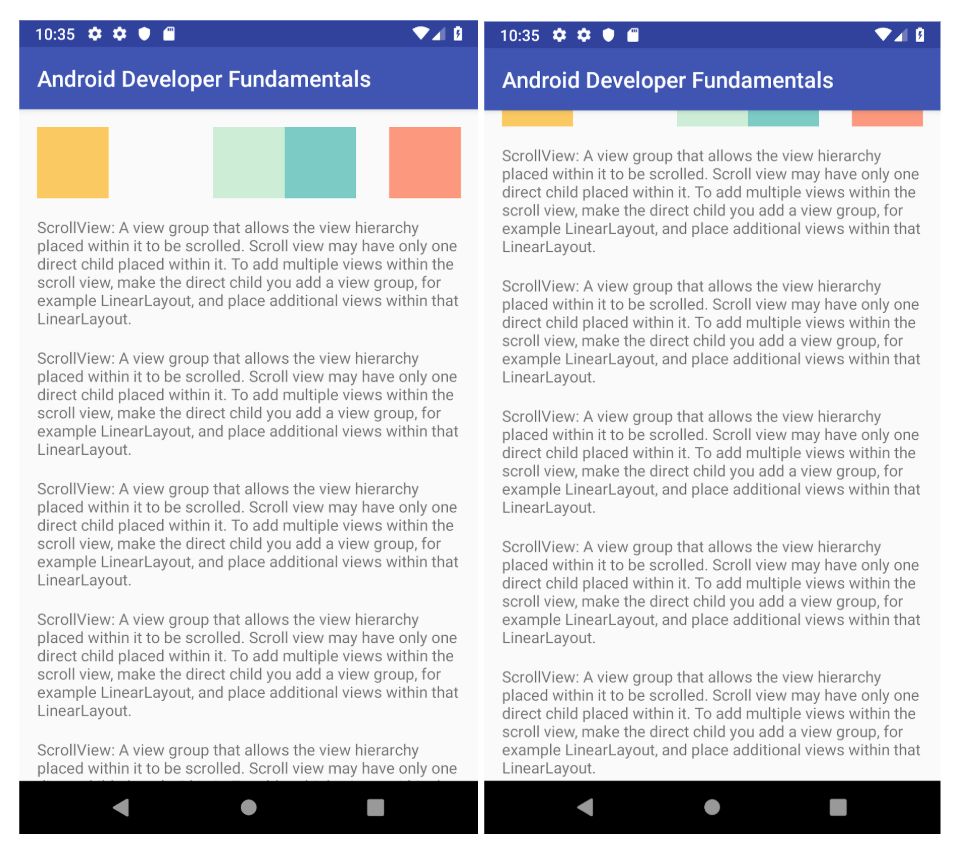 10:35
Android Developer Fundamentals
ScrollView: A view group that allows the view hierarchy
placed within it to be scrolled. Scroll view may have only one
direct child placed within it. To add multiple views within the
scroll view, make the direct child you add a view group, for
example LinearLayout, and place additional views within that
LinearLayout.
ScrollView: A view group that allows the view hierarchy
placed within it to be scrolled. Scroll view may have only one
direct child placed within it. To add multiple views within the
scroll view, make the direct child you add a view group, for
example LinearLayout, and place additional views within that
LinearLayout.
ScrollView: A view group that allows the view hierarchy
placed within it to be scrolled. Scroll view may have only one
direct child placed within it. To add multiple views within the
scroll view, make the direct child you add a view group, for
example LinearLayout, and place additional views within that
LinearLayout.
ScrollView: A view group that allows the view hierarchy
placed within it to be scrolled. Scroll view may have only one
direct child placed within it. To add multiple views within the
scroll view, make the direct child you add a view group, for
example LinearLayout, and place additional views within that
LinearLayout.
ScrollView: A view group that allows the view hierarchy
placed within it to be scrolled. Scroll view may have only one
10:35
Android Developer Fundamentals
ScrollView: A view group that allows the view hierarchy
placed within it to be scrolled. Scroll view may have only one
direct child placed within it. To add multiple views within the
scroll view, make the direct child you add a view group, for
example LinearLayout, and place additional views within that
LinearLayout.
ScrollView: A view group that allows the view hierarchy
placed within it to be scrolled. Scroll view may have only one
direct child placed within it. To add multiple views within the
scroll view, make the direct child you add a view group, for
example LinearLayout, and place additional views within that
LinearLayout.
ScrollView: A view group that allows the view hierarchy
placed within it to be scrolled. Scroll view may have only one
direct child placed within it. To add multiple views within the
scroll view, make the direct child you add a view group, for
example LinearLayout, and place additional views within that
LinearLayout.
ScrollView: A view group that allows the view hierarchy
placed within it to be scrolled. Scroll view may have only one
direct child placed within it. To add multiple views within the
scroll view, make the direct child you add a view group, for
example LinearLayout, and place additional views within that
LinearLayout.
ScrollView: A view group that allows the view hierarchy
placed within it to be scrolled. Scroll view may have only one
direct child placed within it. To add multiple views within the
scroll view, make the direct child you add a view group, for
example LinearLayout, and place additional views within that
LinearLayout.